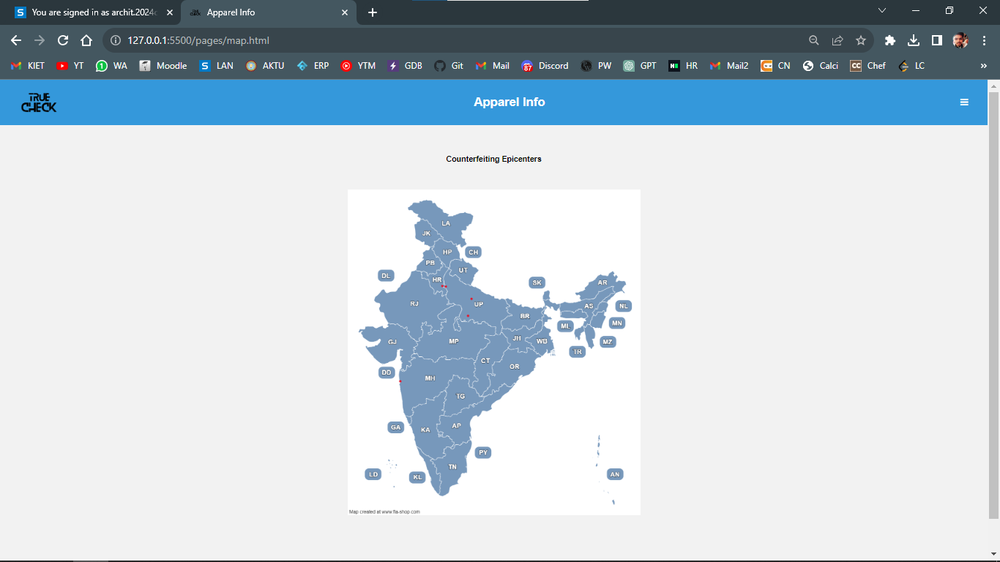 You are signed in as archit.2024c
Apparel Info
127.0.0.1:5500/pages/map.html
KIET YT WA Moodle LAN AKTU ERP YTM GDB Git Mail Discord PW GPT HR Mail2 CN Calci Chef LC »
TRUE
CHECK
Apparel Info
Counterfeiting Epicenters
LA
JK
HP CH
PB
UT
DL HR
SK AR
RJ UP AS NL
BR
MN
ML
GJ MP JH WB MZ
TR
CT
OR
DD
MH
TG
GA KA AP
PY
TN
LD KL AN
Map created at www.fla-shop.com